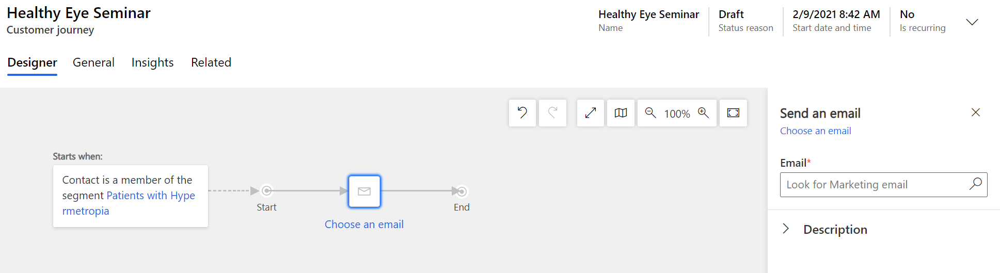 Healthy Eye Seminar
Customer journey
Healthy Eye Seminar
Name
Draft
Status reason
2/9/2021 8:42 AM
Start date and time
No
Is recurring
Designer
General
Insights
Related
100%
Starts when:
Contact is a member of the
segment Patients with Hype
rmetropia
Start
Choose an email
End
Send an email
Choose an email
Email*
Look for Marketing email
Description